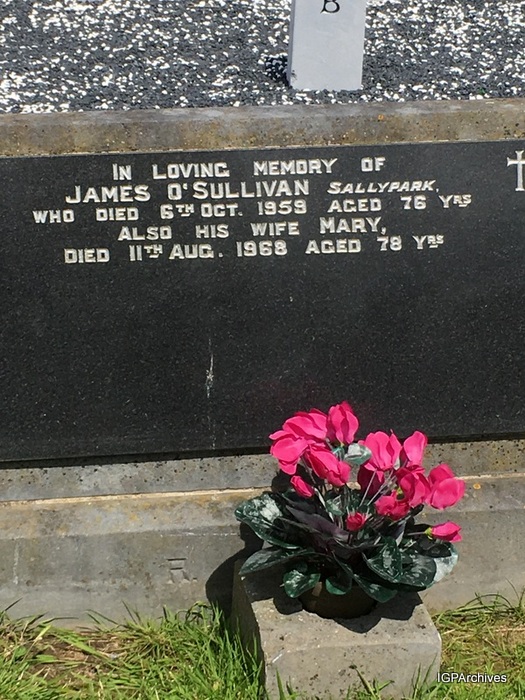 B
IN LOVING MEMORY OF
JAMES O'SULLIVAN SALLYPARK,
WHO DIED 6TH OCT. 1959 AGED 76 YRS
ALSO HIS WIFE MARY,
DIED 11TH AUG. 1968 AGED 78 YRS
R
IGPArchives